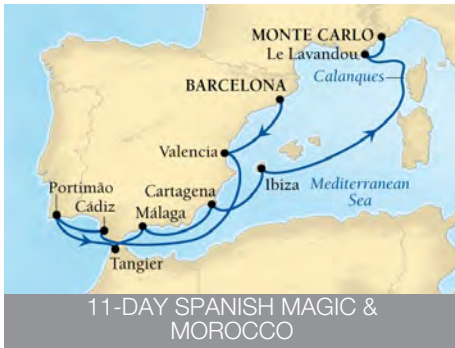 MONTE CARLO
Le Lavandou
Calanques
BARCELONA
Valencia
Portimão
Cádiz
Cartagena
Málaga
Ibiza
Mediterranean
Sea
Tangier
11-DAY SPANISH MAGIC &
MOROCCO